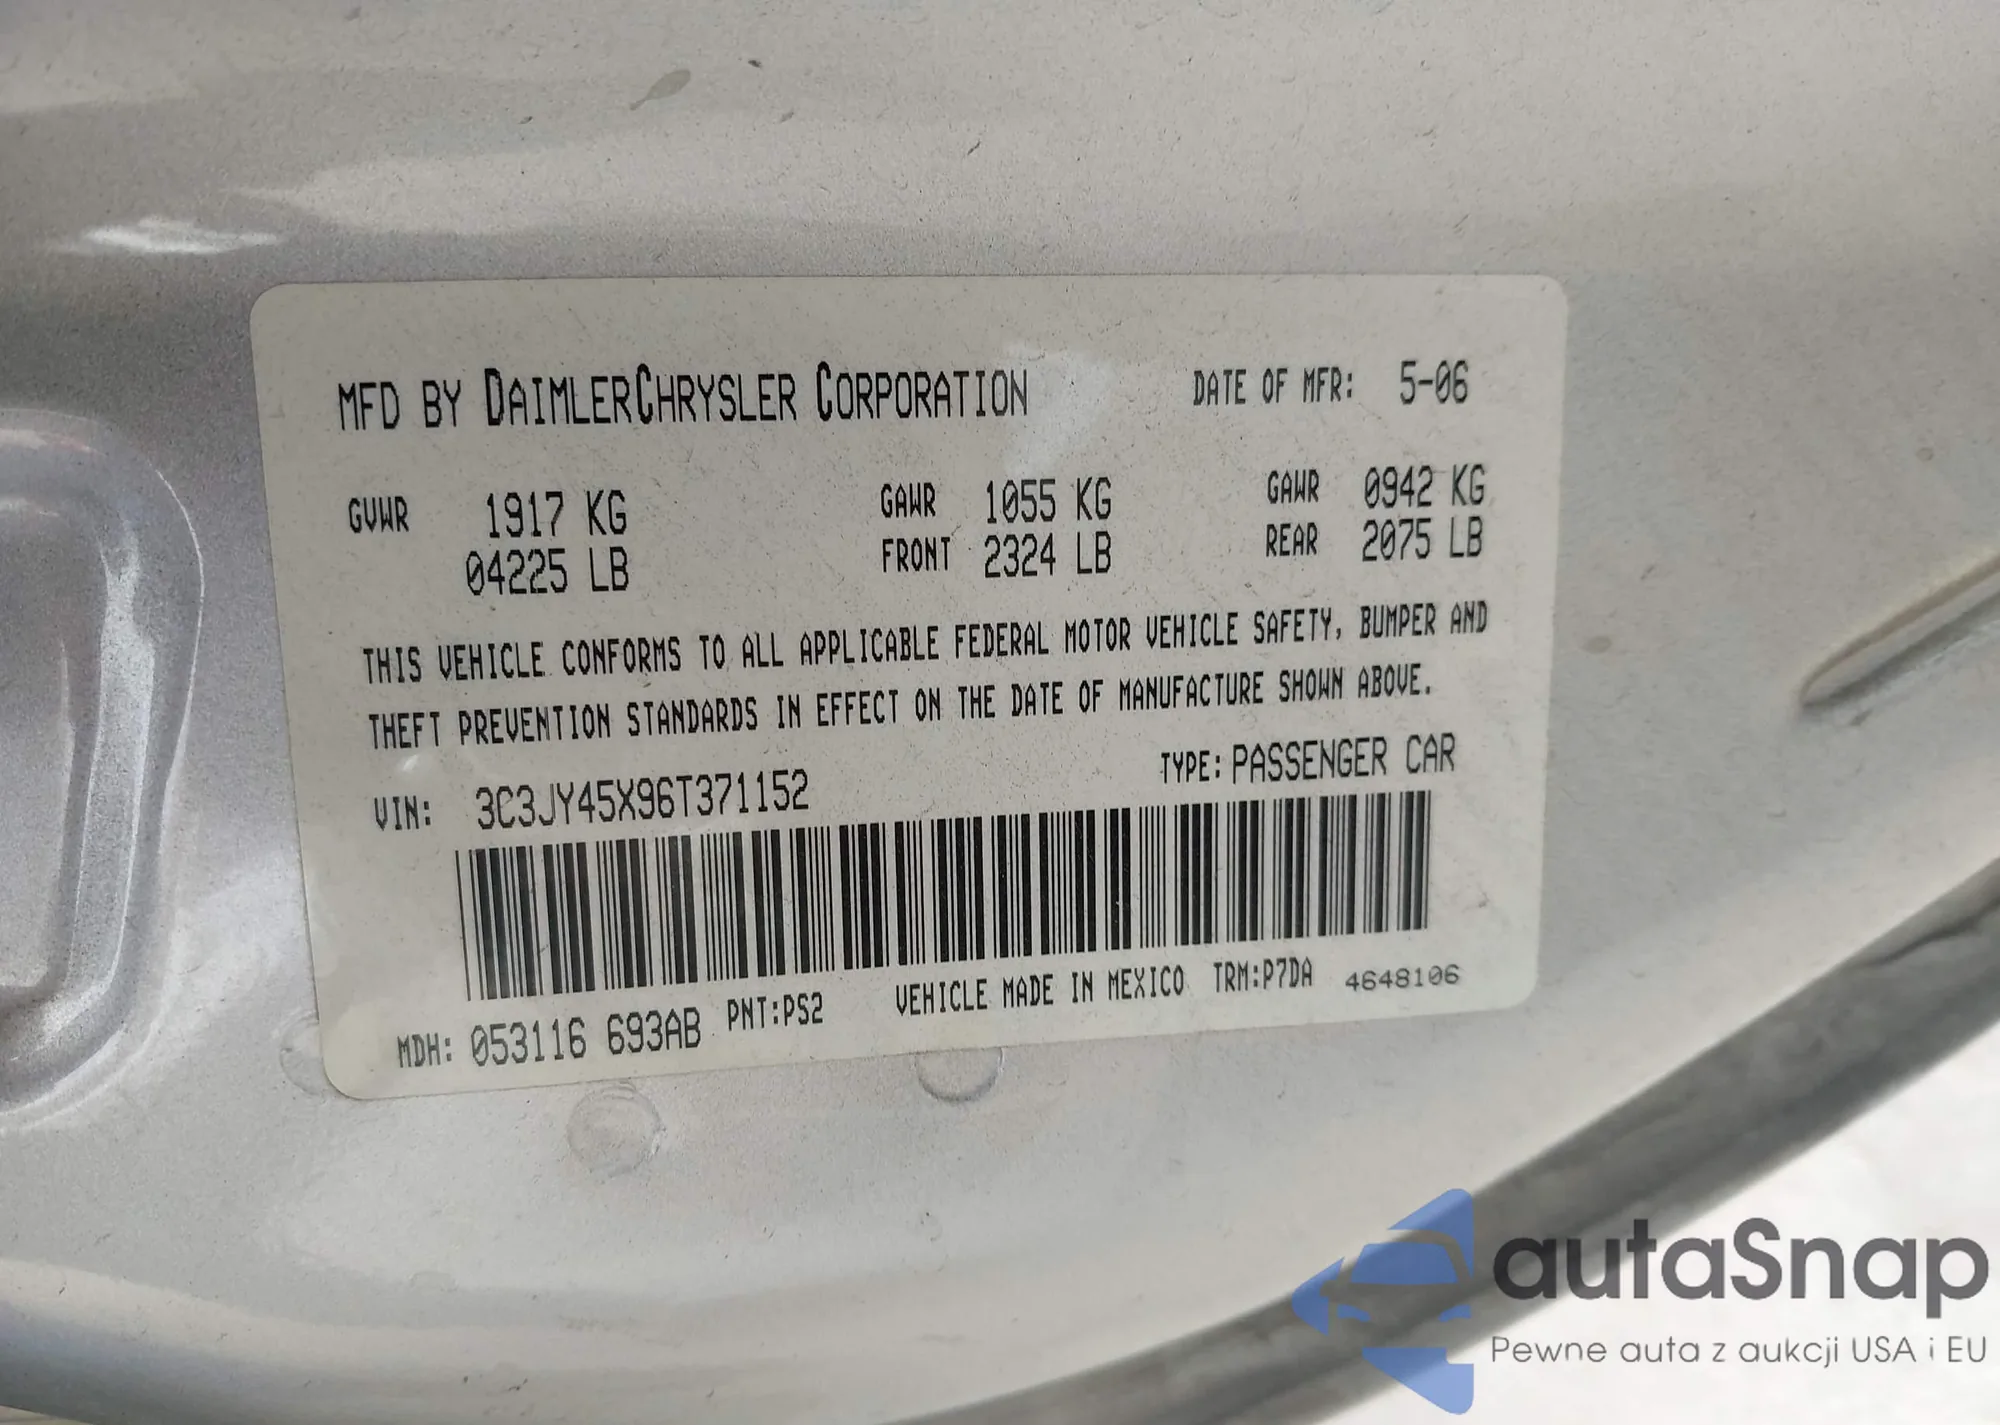 MFD BY DAIMLERCHRYSLER CORPORATION DATE OF MFR: 5-06
GVWR 1917 KG GAWR 1055 KG GAWR 0942 KG
04225 LB FRONT 2324 LB REAR 2075 LB
THIS VEHICLE CONFORMS TO ALL APPLICABLE FEDERAL MOTOR VEHICLE SAFETY, BUMPER AND
THEFT PREVENTION STANDARDS IN EFFECT ON THE DATE OF MANUFACTURE SHOWN ABOVE.
VIN: 3C3JY45X96T371152 TYPE: PASSENGER CAR
MDH: 053116 693AB PNT:PS2 VEHICLE MADE IN MEXICO TRM:P7DA 4648106
autaSnap
Pewne auta z aukcji USA i EU